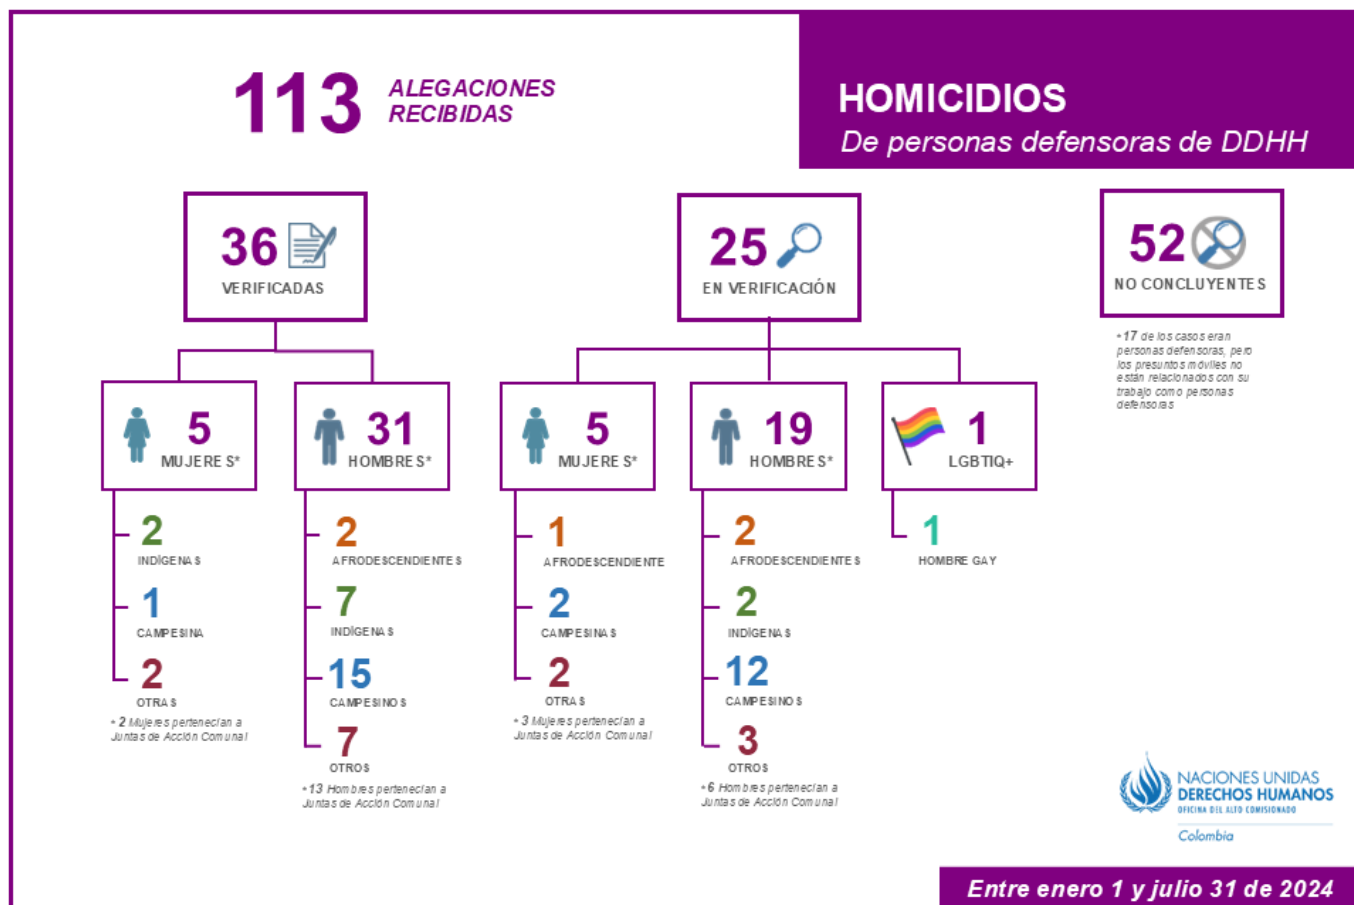 113
ALEGACIONES
RECIBIDAS
HOMICIDIOS
De personas defensoras de DDHH
36
VERIFICADAS
25
EN VERIFICACIÓN
52
NO CONCLUYENTES
*17 de los casos eran
personas defensoras, pero
los presuntos móviles no
están relacionados con su
trabajo como personas
defensoras
5
MUJERES*
31
HOMBRES*
5
MUJERES*
19
HOMBRES*
1
LGBTIQ+
2
INDÍGENAS
1
CAMPESINA
2
OTRAS
*2 Mujeres pertenecían a
Juntas de Acción Comunal
2
AFRODESCENDIENTES
7
INDÍGENAS
15
CAMPESINOS
7
OTROS
*13 Hombres pertenecían a
Juntas de Acción Comunal
1
AFRODESCENDIENTE
2
CAMPESINAS
2
OTRAS
*3 Mujeres pertenecían a
Juntas de Acción Comunal
2
AFRODESCENDIENTES
2
INDÍGENAS
12
CAMPESINOS
3
OTROS
*6 Hombres pertenecían a
Juntas de Acción Comunal
1
HOMBRE GAY
NACIONES UNIDAS
DERECHOS HUMANOS
OFICINA DEL ALTO COMISIONADO
Colombia
Entre enero 1 y julio 31 de 2024